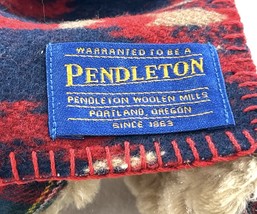 WARRANTED TO BE A
PENDLETON
PENDLETON WOOLEN MILLS
PORTLAND, OREGON
SINCE 1863